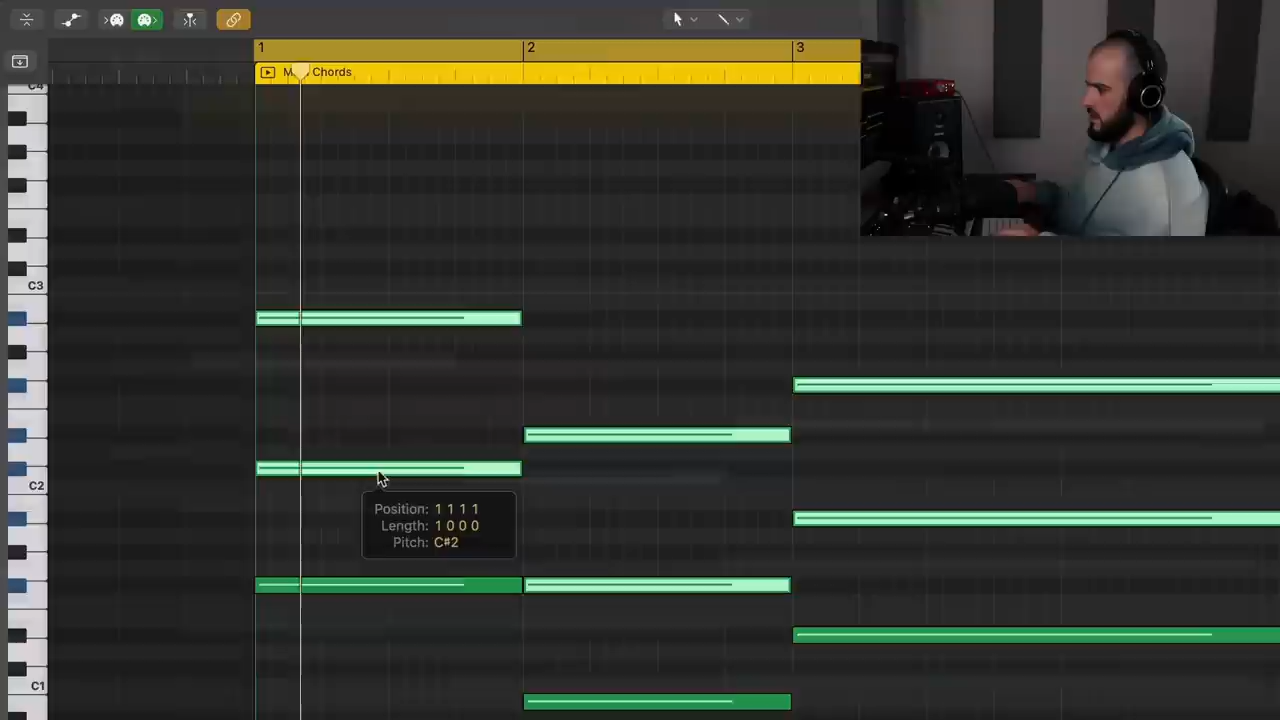 1
2
3
Chords
C4
C3
C2
Position: 1 1 1 1
Length: 1 0 0 0
Pitch: C#2
C1